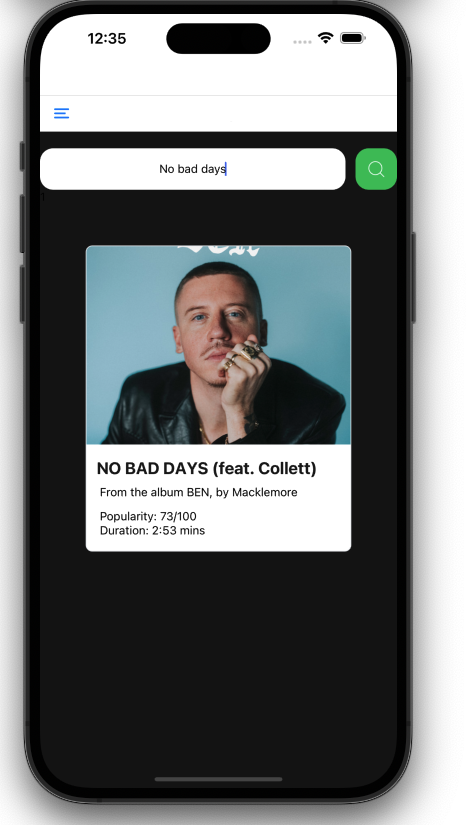 12:35
No bad days
1
NO BAD DAYS (feat. Collett)
From the album BEN, by Macklemore
Popularity: 73/100
Duration: 2:53 mins